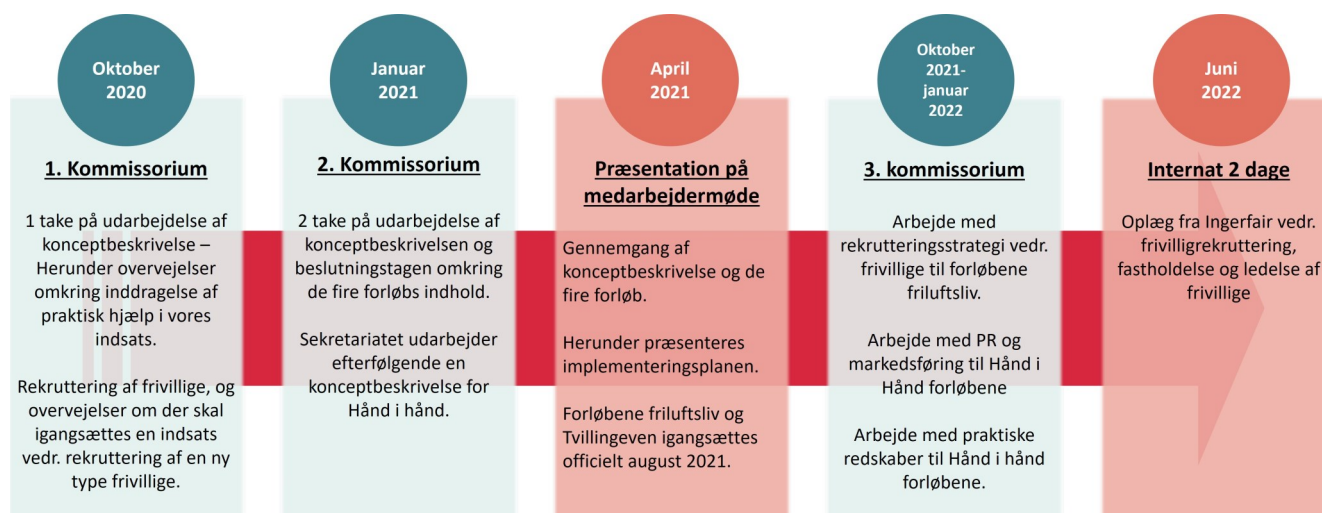 Oktober
2020
1. Kommissorium
1 take på udarbejdelse af
konceptbeskrivelse –
Herunder overvejelser
omkring inddragelse af
praktisk hjælp i vores
indsats.
Rekruttering af frivillige, og
overvejelser om der skal
igangsættes en indsats
vedr. rekruttering af en ny
type frivillige.
Januar
2021
2. Kommissorium
2 take på udarbejdelse af
konceptbeskrivelsen og
beslutningstagen omkring
de fire forløbs indhold.
Sekretariatet udarbejder
efterfølgende en
konceptbeskrivelse for
Hånd i hånd.
April
2021
Præsentation på
medarbejdermøde
Gennemgang af
konceptbeskrivelse og de
fire forløb.
Herunder præsenteres
implementeringsplanen.
Forløbene friluftsliv og
Tvillingeven igangsættes
officielt august 2021.
Oktober
2021-
januar
2022
3. kommissorium
Arbejde med
rekrutteringsstrategi vedr.
frivillige til forløbene
friluftsliv.
Arbejde med PR og
markedsføring til Hånd i
Hånd forløbene
Arbejde med praktiske
redskaber til Hånd i hånd
forløbene.
Juni
2022
Internat 2 dage
Oplæg fra Ingerfair vedr.
frivilligrekruttering,
fastholdelse og ledelse af
frivillige